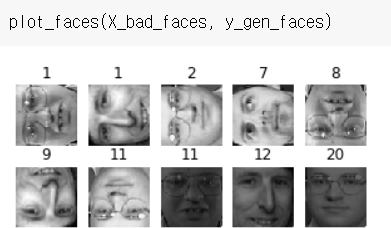 plot_faces(X_bad_faces, y_gen_faces)
1 1 2 7 8
9 11 11 12 20